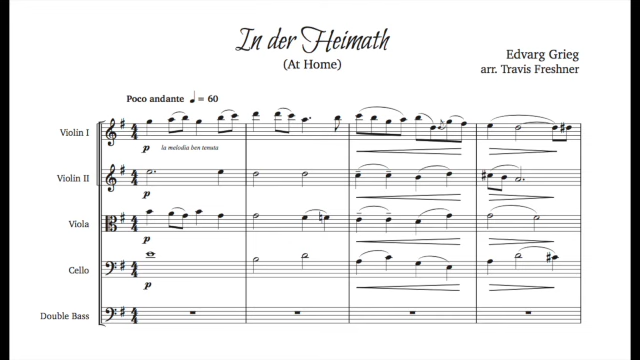 In der Heimath
(At Home)
Edvarg Grieg
arr. Travis Freshner
Poco andante ♩ = 60
Violin I
p la melodia ben tenuta
Violin II
p
Viola
p
Cello
p
Double Bass